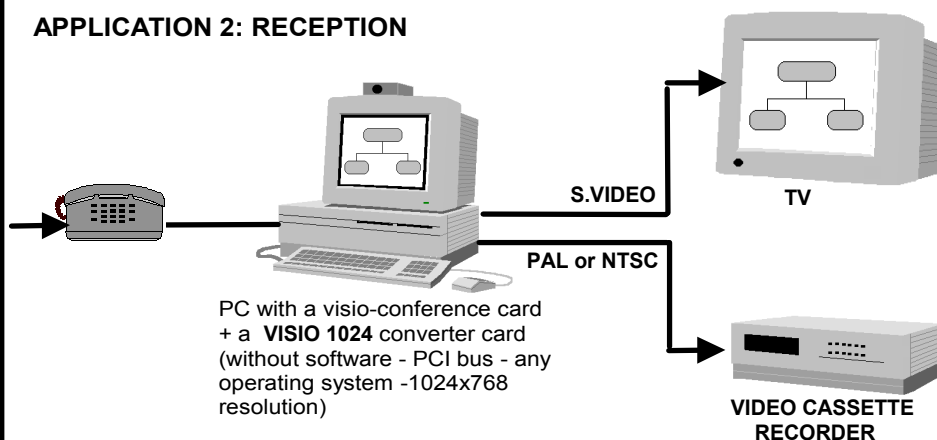 APPLICATION 2: RECEPTION
S.VIDEO
TV
PAL or NTSC
PC with a visio-conference card
+ a VISIO 1024 converter card
(without software - PCI bus - any
operating system -1024x768
resolution)
VIDEO CASSETTE
RECORDER